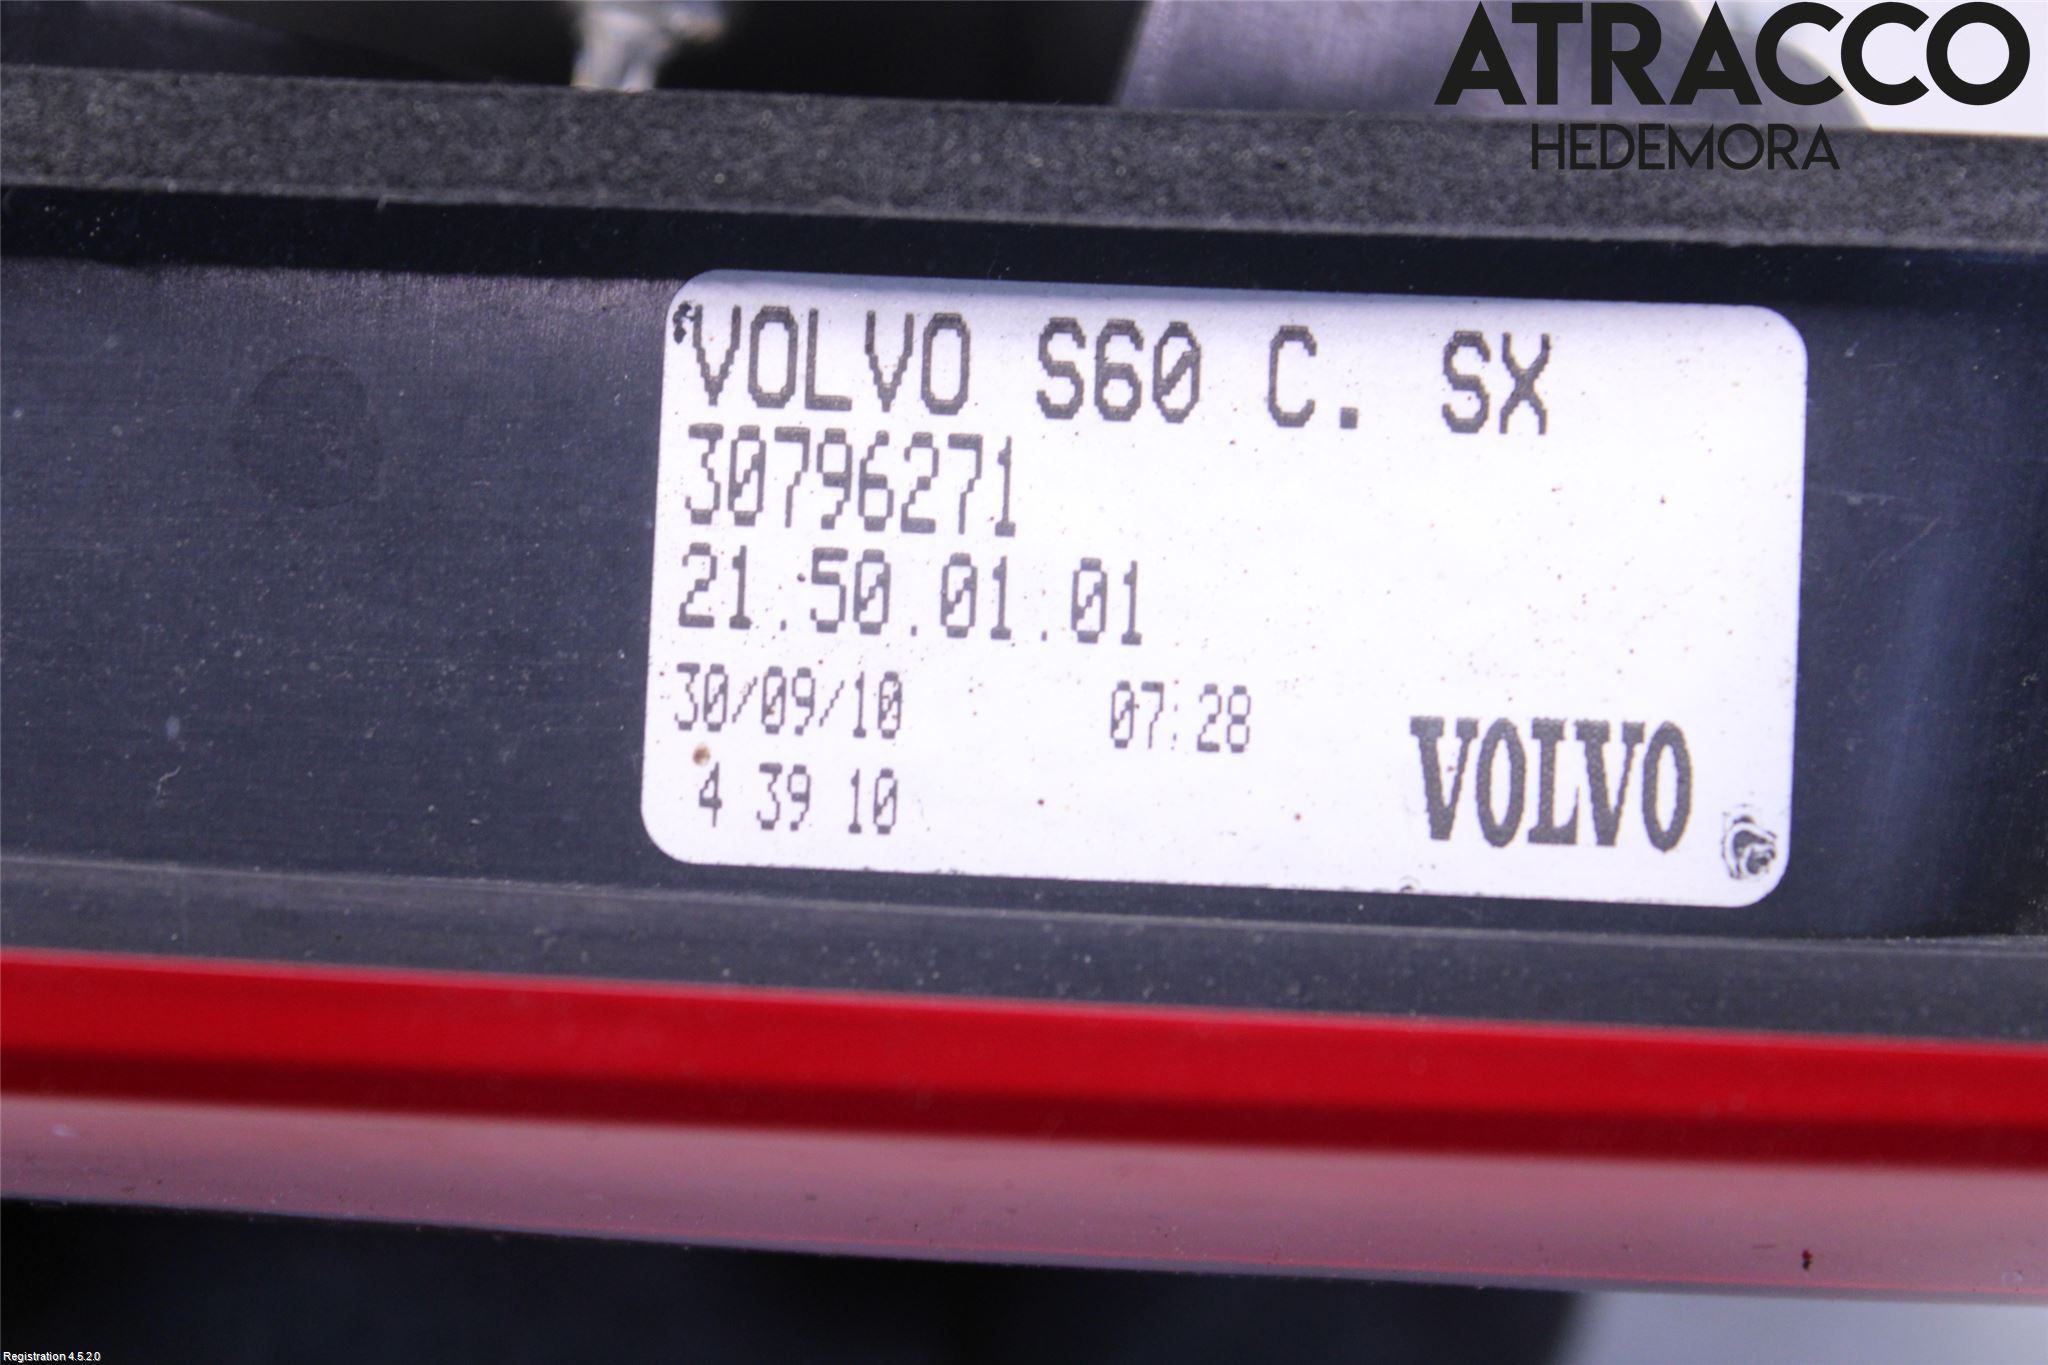 ATRACCO
HEDEMORA
VOLVO S60 C. SX
30796271
21.50.01.01
30/09/10 07:28
4 39 10
VOLVO
Registration 4.5.2.0